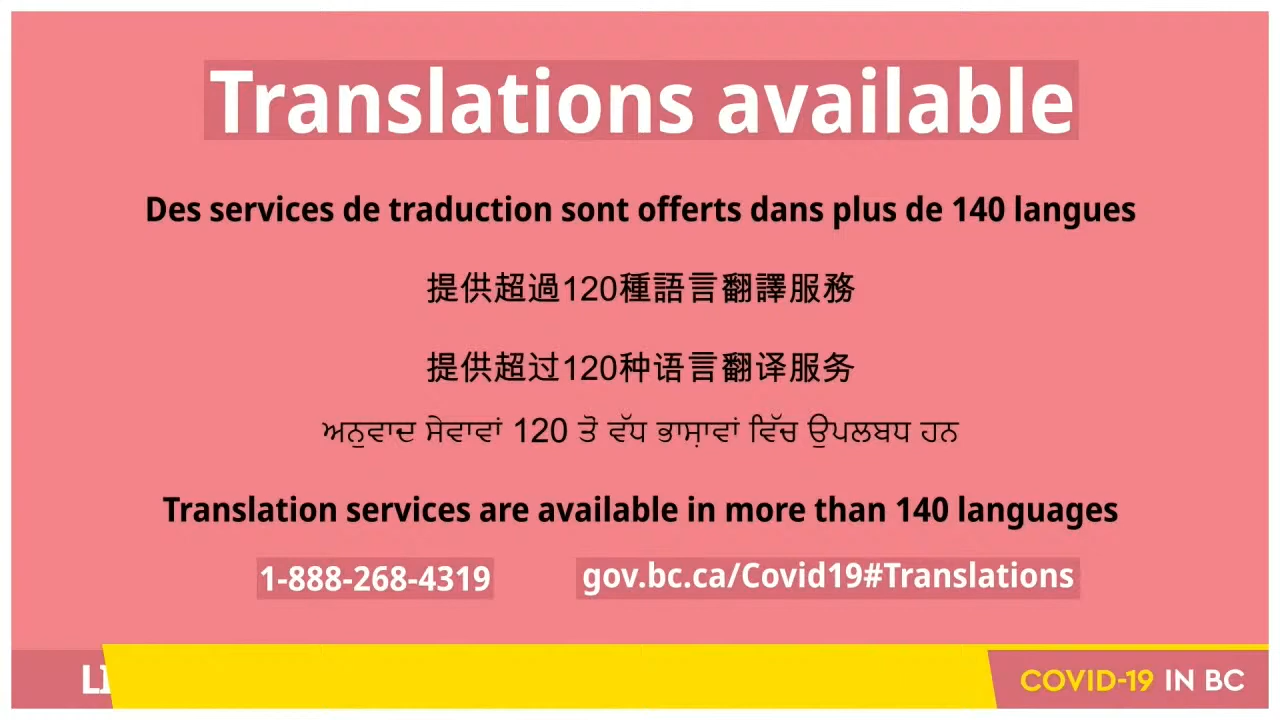 Translations available
Des services de traduction sont offerts dans plus de 140 langues
提供超過120種語言翻譯服務
提供超过120种语言翻译服务
ਅਨੁਵਾਦ ਸੇਵਾਵਾਂ 120 ਤੋਂ ਵੱਧ ਭਾਸ਼ਾਵਾਂ ਵਿੱਚ ਉਪਲਬਧ ਹਨ
Translation services are available in more than 140 languages
1-888-268-4319
gov.bc.ca/Covid19#Translations
COVID-19 IN BC